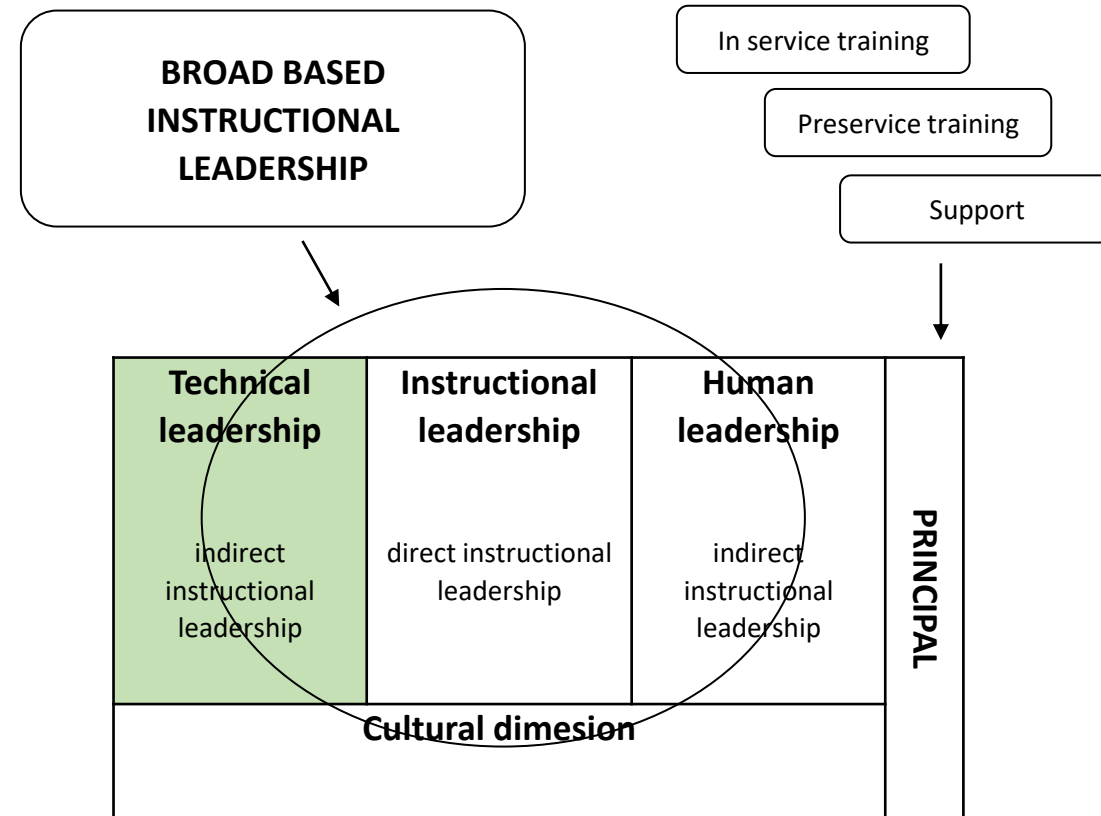 BROAD BASED
INSTRUCTIONAL
LEADERSHIP
In service training
Preservice training
Support
Technical
leadership
indirect
instructional
leadership
Instructional
leadership
direct instructional
leadership
Human
leadership
indirect
instructional
leadership
PRINCIPAL
Cultural dimesion